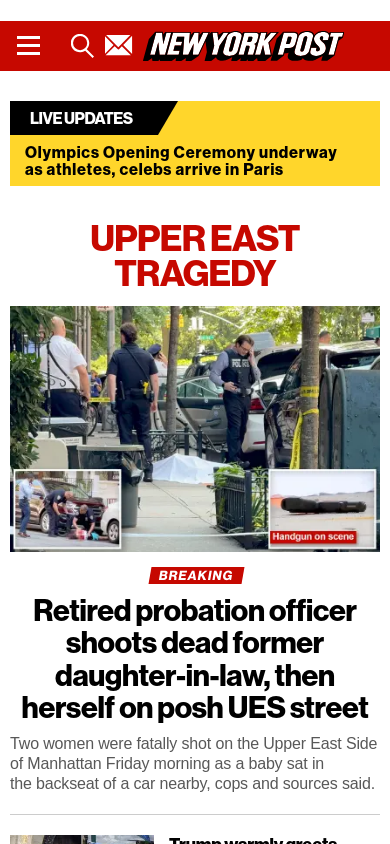 NEW YORK POST
LIVE UPDATES
Olympics Opening Ceremony underway
as athletes, celebs arrive in Paris
UPPER EAST
TRAGEDY
POLICE
Handgun on scene
BREAKING
Retired probation officer
shoots dead former
daughter-in-law, then
herself on posh UES street
Two women were fatally shot on the Upper East Side
of Manhattan Friday morning as a baby sat in
the backseat of a car nearby, cops and sources said.
Trump warmly greets